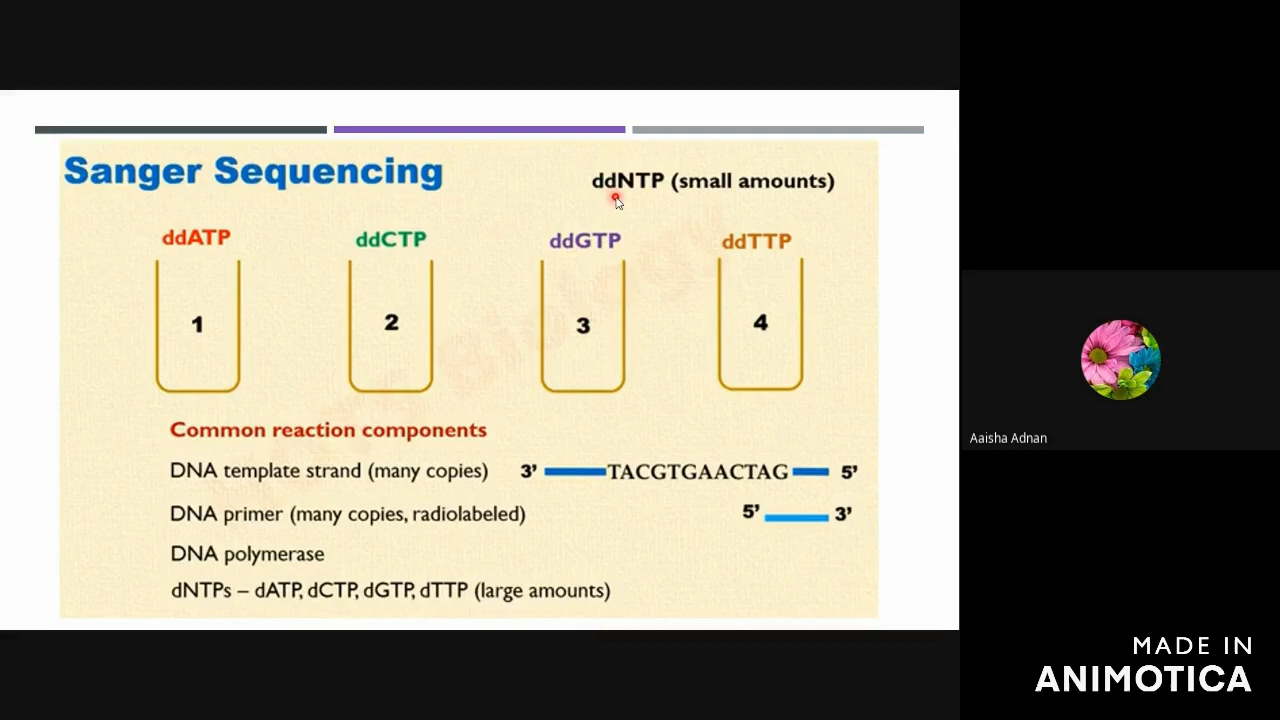 Sanger Sequencing
ddNTP (small amounts)
ddATP ddCTP ddGTP ddTTP
1 2 3 4
Common reaction components
DNA template strand (many copies) 3’ TACGTGAACTAG 5’
DNA primer (many copies, radiolabeled) 5’ 3’
DNA polymerase
dNTPs – dATP, dCTP, dGTP, dTTP (large amounts)
Aaisha Adnan
MADE IN
ANIMOTICA